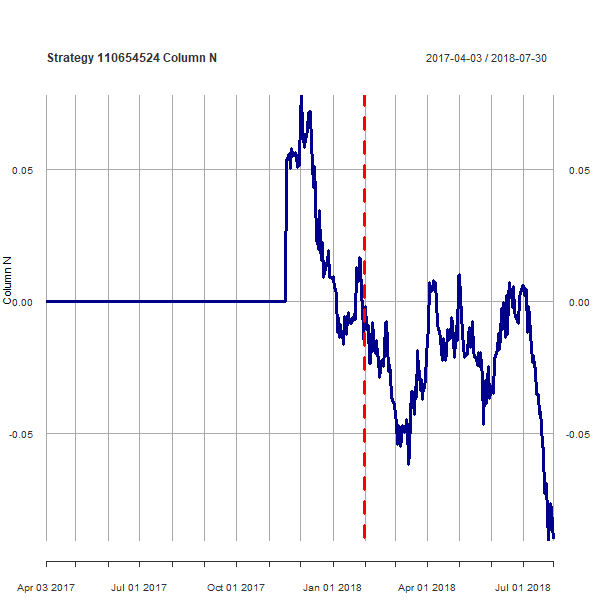 Strategy 110654524 Column N
2017-04-03 / 2018-07-30
0.05
0.05
Column N
0.00
0.00
-0.05
-0.05
Apr 03 2017
Jul 01 2017
Oct 01 2017
Jan 01 2018
Apr 01 2018
Jul 01 2018